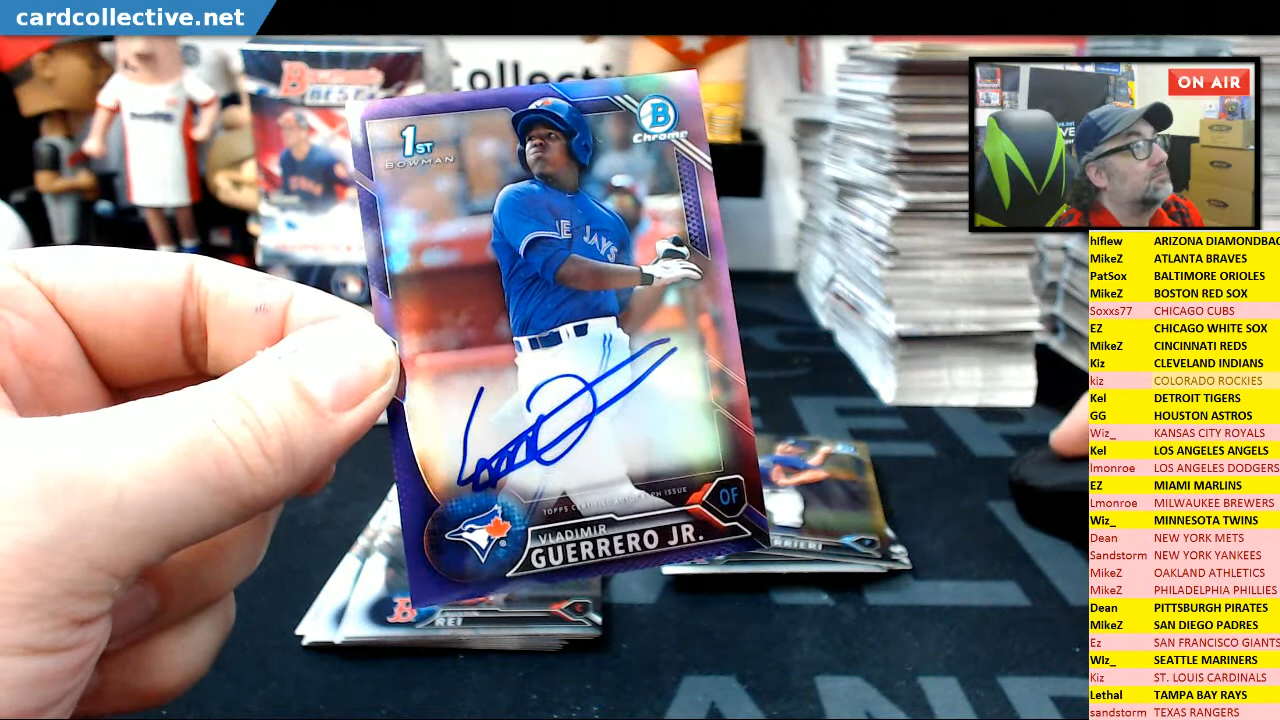 cardcollective.net
Bowman's
BEST
Collecti
ON AIR
1ST
BOWMAN
B
Chrome
JAYS
TOPPS CERTIFIED AUTOGRAPH ISSUE
OF
VLADIMIR
GUERRERO JR.
B
REI
C
hiflew ARIZONA DIAMONDBAC
MikeZ ATLANTA BRAVES
PatSox BALTIMORE ORIOLES
MikeZ BOSTON RED SOX
Soxxs77 CHICAGO CUBS
EZ CHICAGO WHITE SOX
MikeZ CINCINNATI REDS
Kiz CLEVELAND INDIANS
kiz COLORADO ROCKIES
Kel DETROIT TIGERS
GG HOUSTON ASTROS
Wiz_ KANSAS CITY ROYALS
Kel LOS ANGELES ANGELS
lmonroe LOS ANGELES DODGERS
EZ MIAMI MARLINS
Lmonroe MILWAUKEE BREWERS
Wiz_ MINNESOTA TWINS
Dean NEW YORK METS
Sandstorm NEW YORK YANKEES
MikeZ OAKLAND ATHLETICS
MikeZ PHILADELPHIA PHILLIES
Dean PITTSBURGH PIRATES
MikeZ SAN DIEGO PADRES
Ez SAN FRANCISCO GIANTS
WIz_ SEATTLE MARINERS
Kiz ST. LOUIS CARDINALS
Lethal TAMPA BAY RAYS
sandstorm TEXAS RANGERS